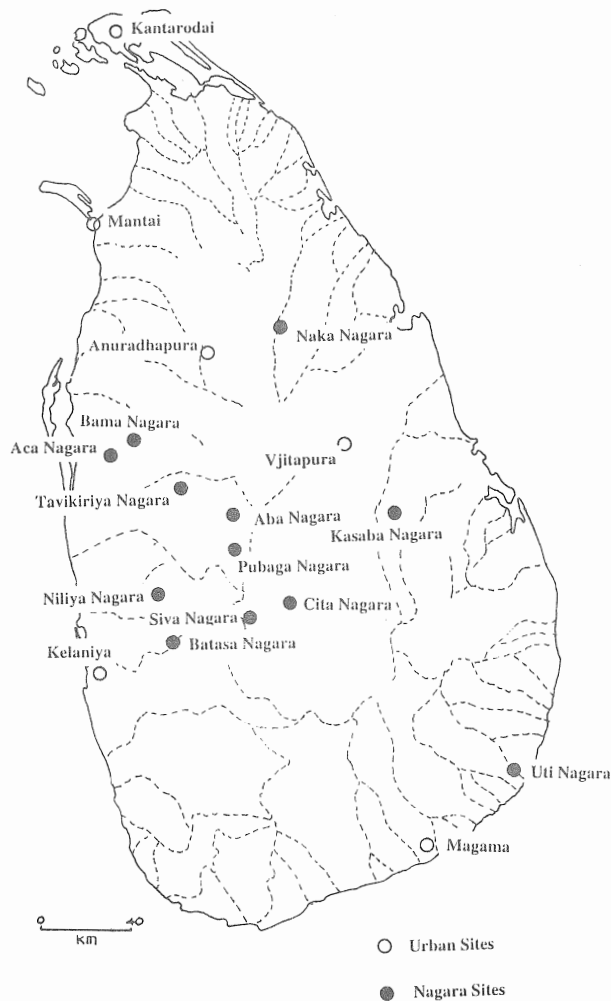 Kantarodai
Mantai
Naka Nagara
Anuradhapura
Bama Nagara
Aca Nagara
Vjitapura
Tavikiriya Nagara
Aba Nagara
Kasaba Nagara
Pubaga Nagara
Niliya Nagara
Cita Nagara
Siva Nagara
Batasa Nagara
Kelaniya
Uti Nagara
Magama
0 40
km
Urban Sites
Nagara Sites